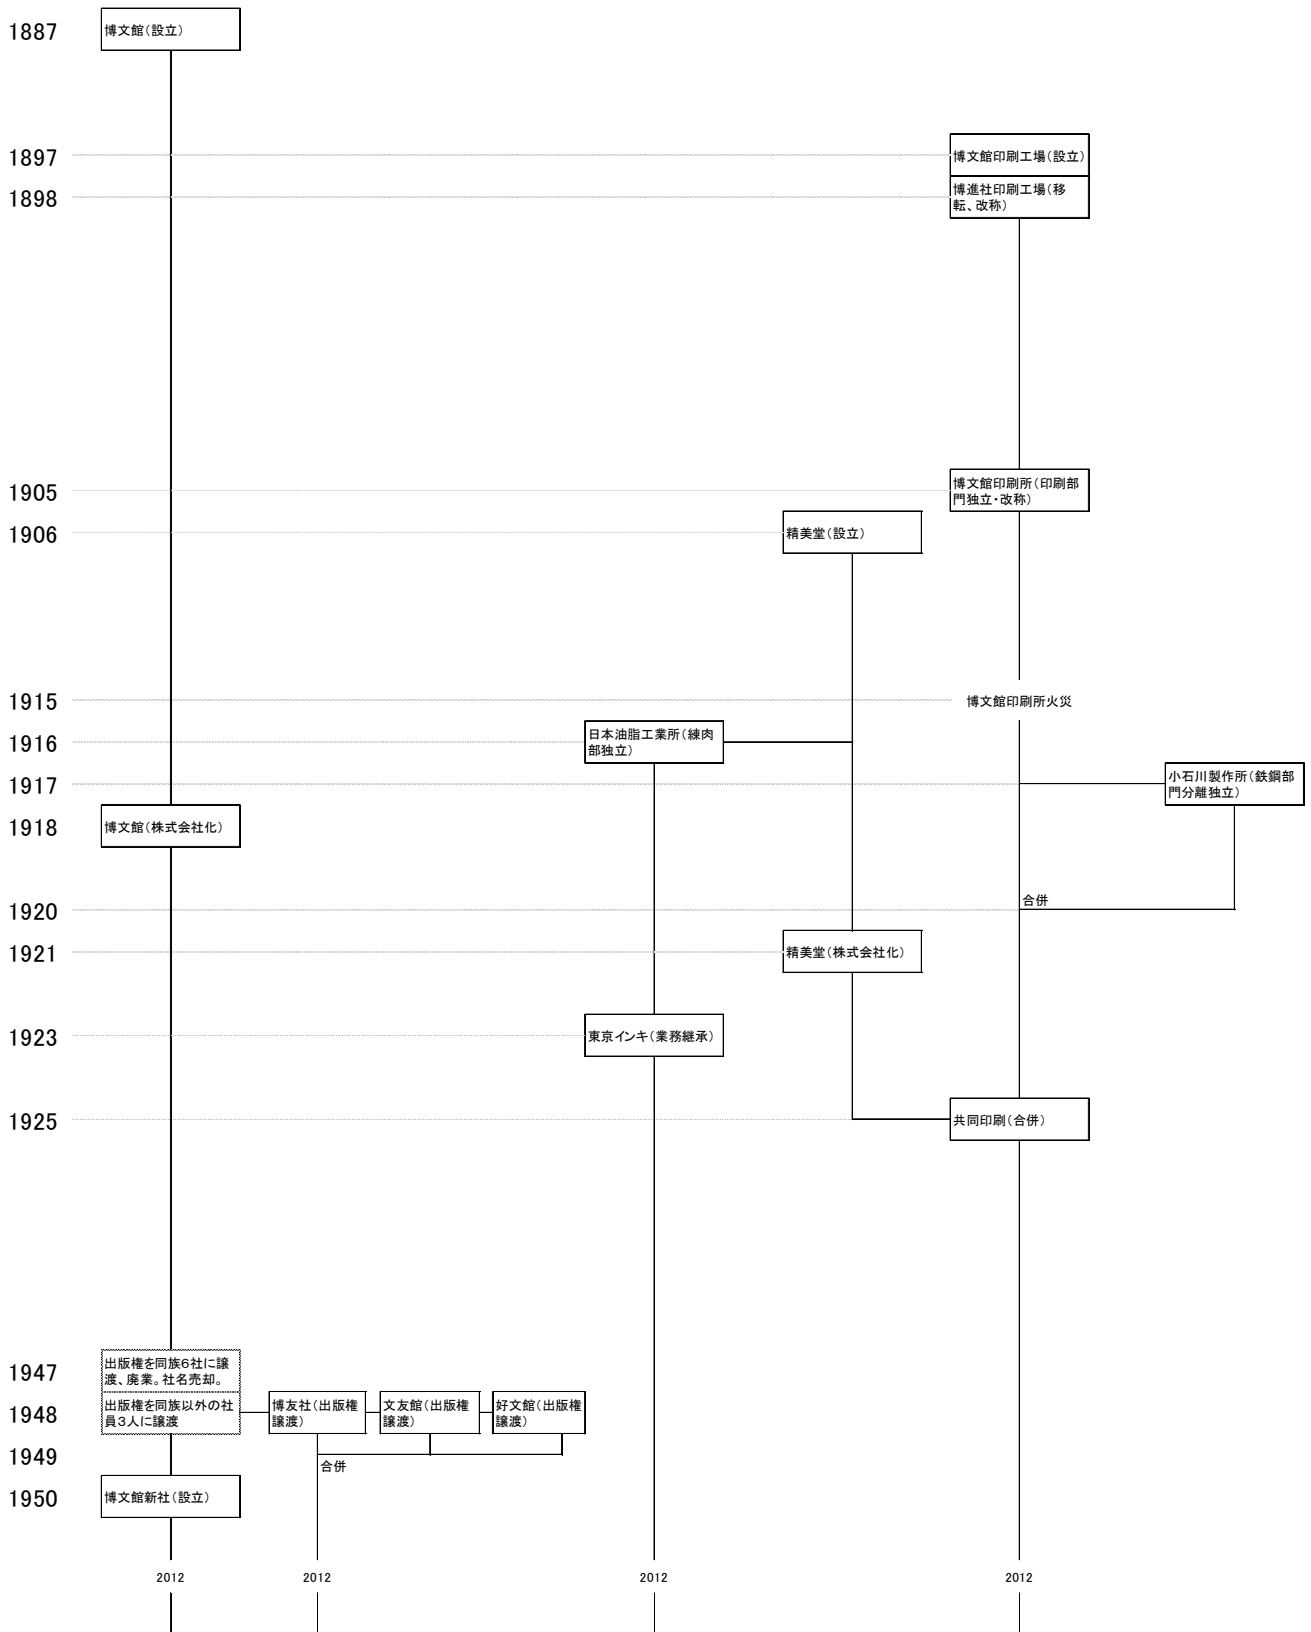 1887
博文館（設立）
1897
博文館印刷工場（設立）
1898
博進社印刷工場（移
転、改称）
1905
博文館印刷所（印刷部
門独立・改称）
1906
精美堂（設立）
1915
博文館印刷所火災
1916
日本油脂工業所（練肉
部独立）
1917
小石川製作所（鉄鋼部
門分離独立）
1918
博文館（株式会社化）
1920
合併
1921
精美堂（株式会社化）
1923
東京インキ（業務継承）
1925
共同印刷（合併）
1947
出版権を同族6社に譲
渡、廃業。社名売却。
1948
出版権を同族以外の社
員3人に譲渡
博友社（出版権
譲渡）
文友館（出版権
譲渡）
好文館（出版権
譲渡）
1949
合併
1950
博文館新社（設立）
2012
2012
2012
2012